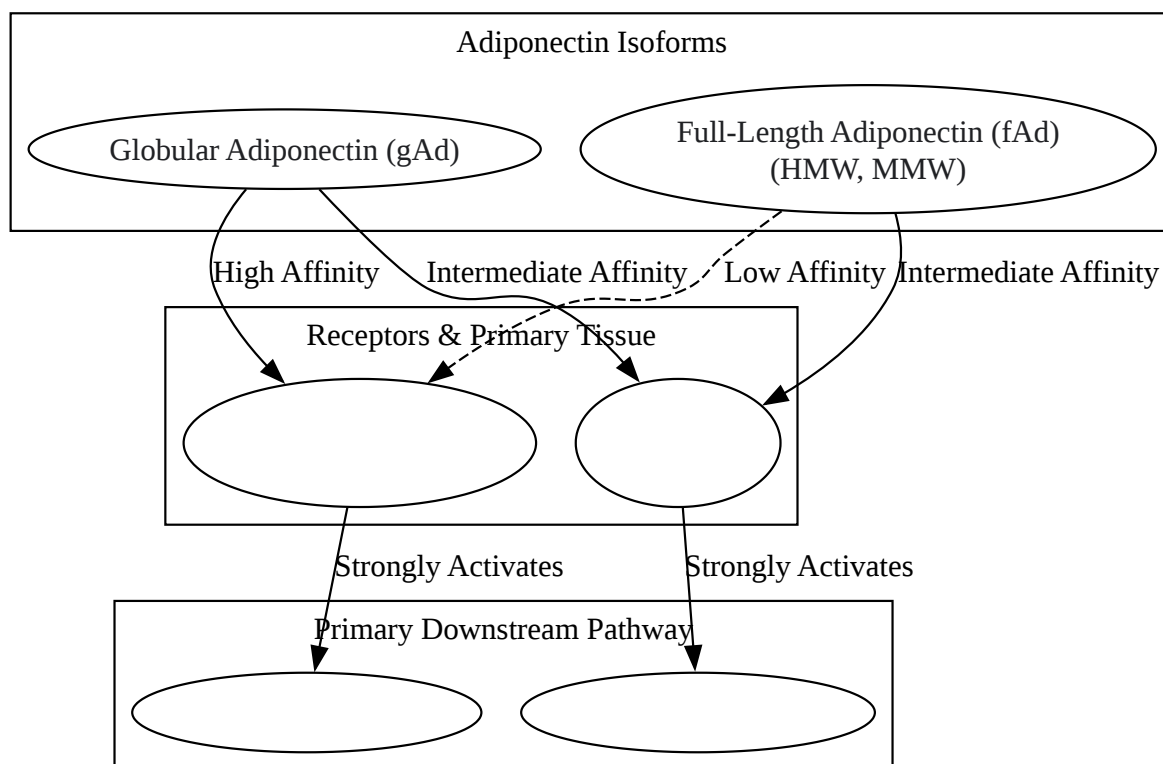 Adiponectin Isoforms
Globular Adiponectin (gAd)
Full-Length Adiponectin (fAd)
(HMW, MMW)
High Affinity
Intermediate Affinity
Low Affinity
Intermediate Affinity
Receptors & Primary Tissue
Strongly Activates
Strongly Activates
Primary Downstream Pathway